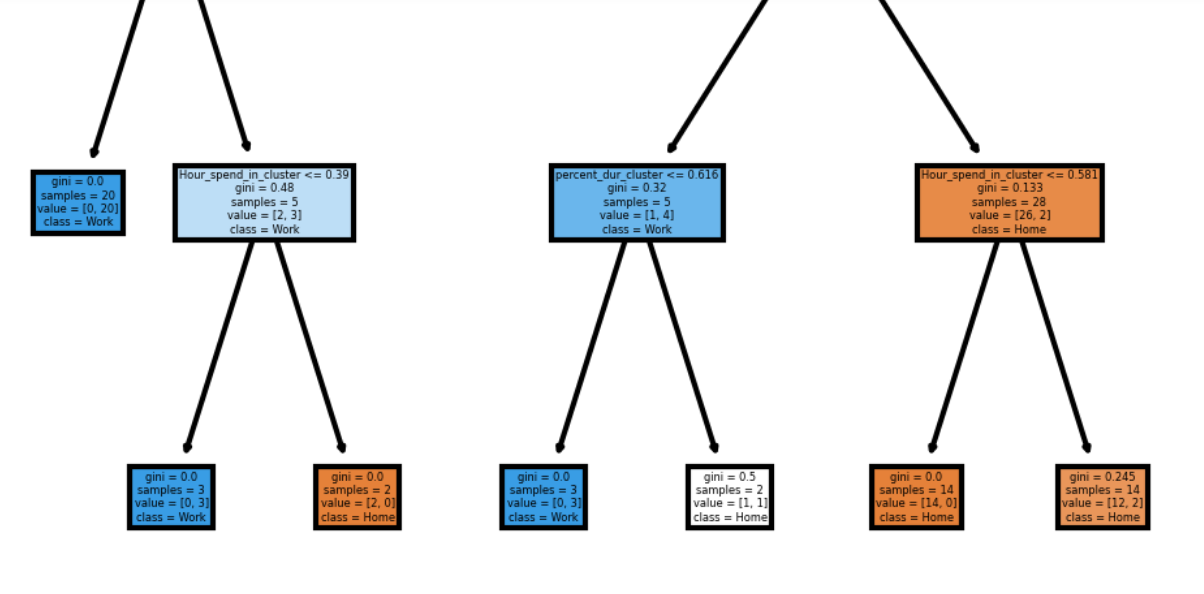 gini = 0.0
samples = 20
value = [0, 20]
class = Work
Hour_spend_in_cluster <= 0.39
gini = 0.48
samples = 5
value = [2, 3]
class = Work
percent_dur_cluster <= 0.616
gini = 0.32
samples = 5
value = [1, 4]
class = Work
Hour_spend_in_cluster <= 0.581
gini = 0.133
samples = 28
value = [26, 2]
class = Home
gini = 0.0
samples = 3
value = [0, 3]
class = Work
gini = 0.0
samples = 2
value = [2, 0]
class = Home
gini = 0.0
samples = 3
value = [0, 3]
class = Work
gini = 0.5
samples = 2
value = [1, 1]
class = Home
gini = 0.0
samples = 14
value = [14, 0]
class = Home
gini = 0.245
samples = 14
value = [12, 2]
class = Home